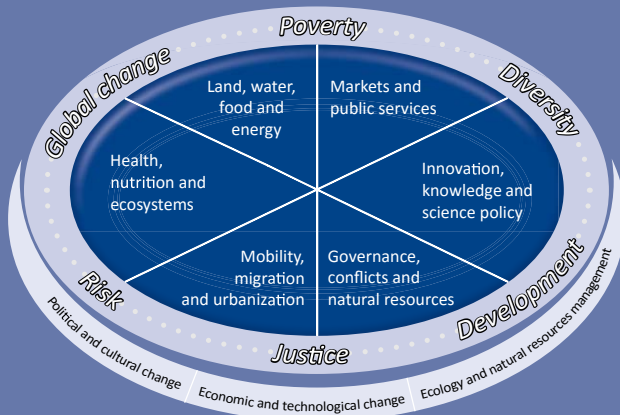 Poverty
Global change
Diversity
Land, water,
food and
energy
Markets and
public services
Health,
nutrition and
ecosystems
Innovation,
knowledge and
science policy
Mobility,
migration
and urbanization
Governance,
conflicts and
natural resources
Risk
Justice
Development
Political and cultural change
Economic and technological change
Ecology and natural resources management